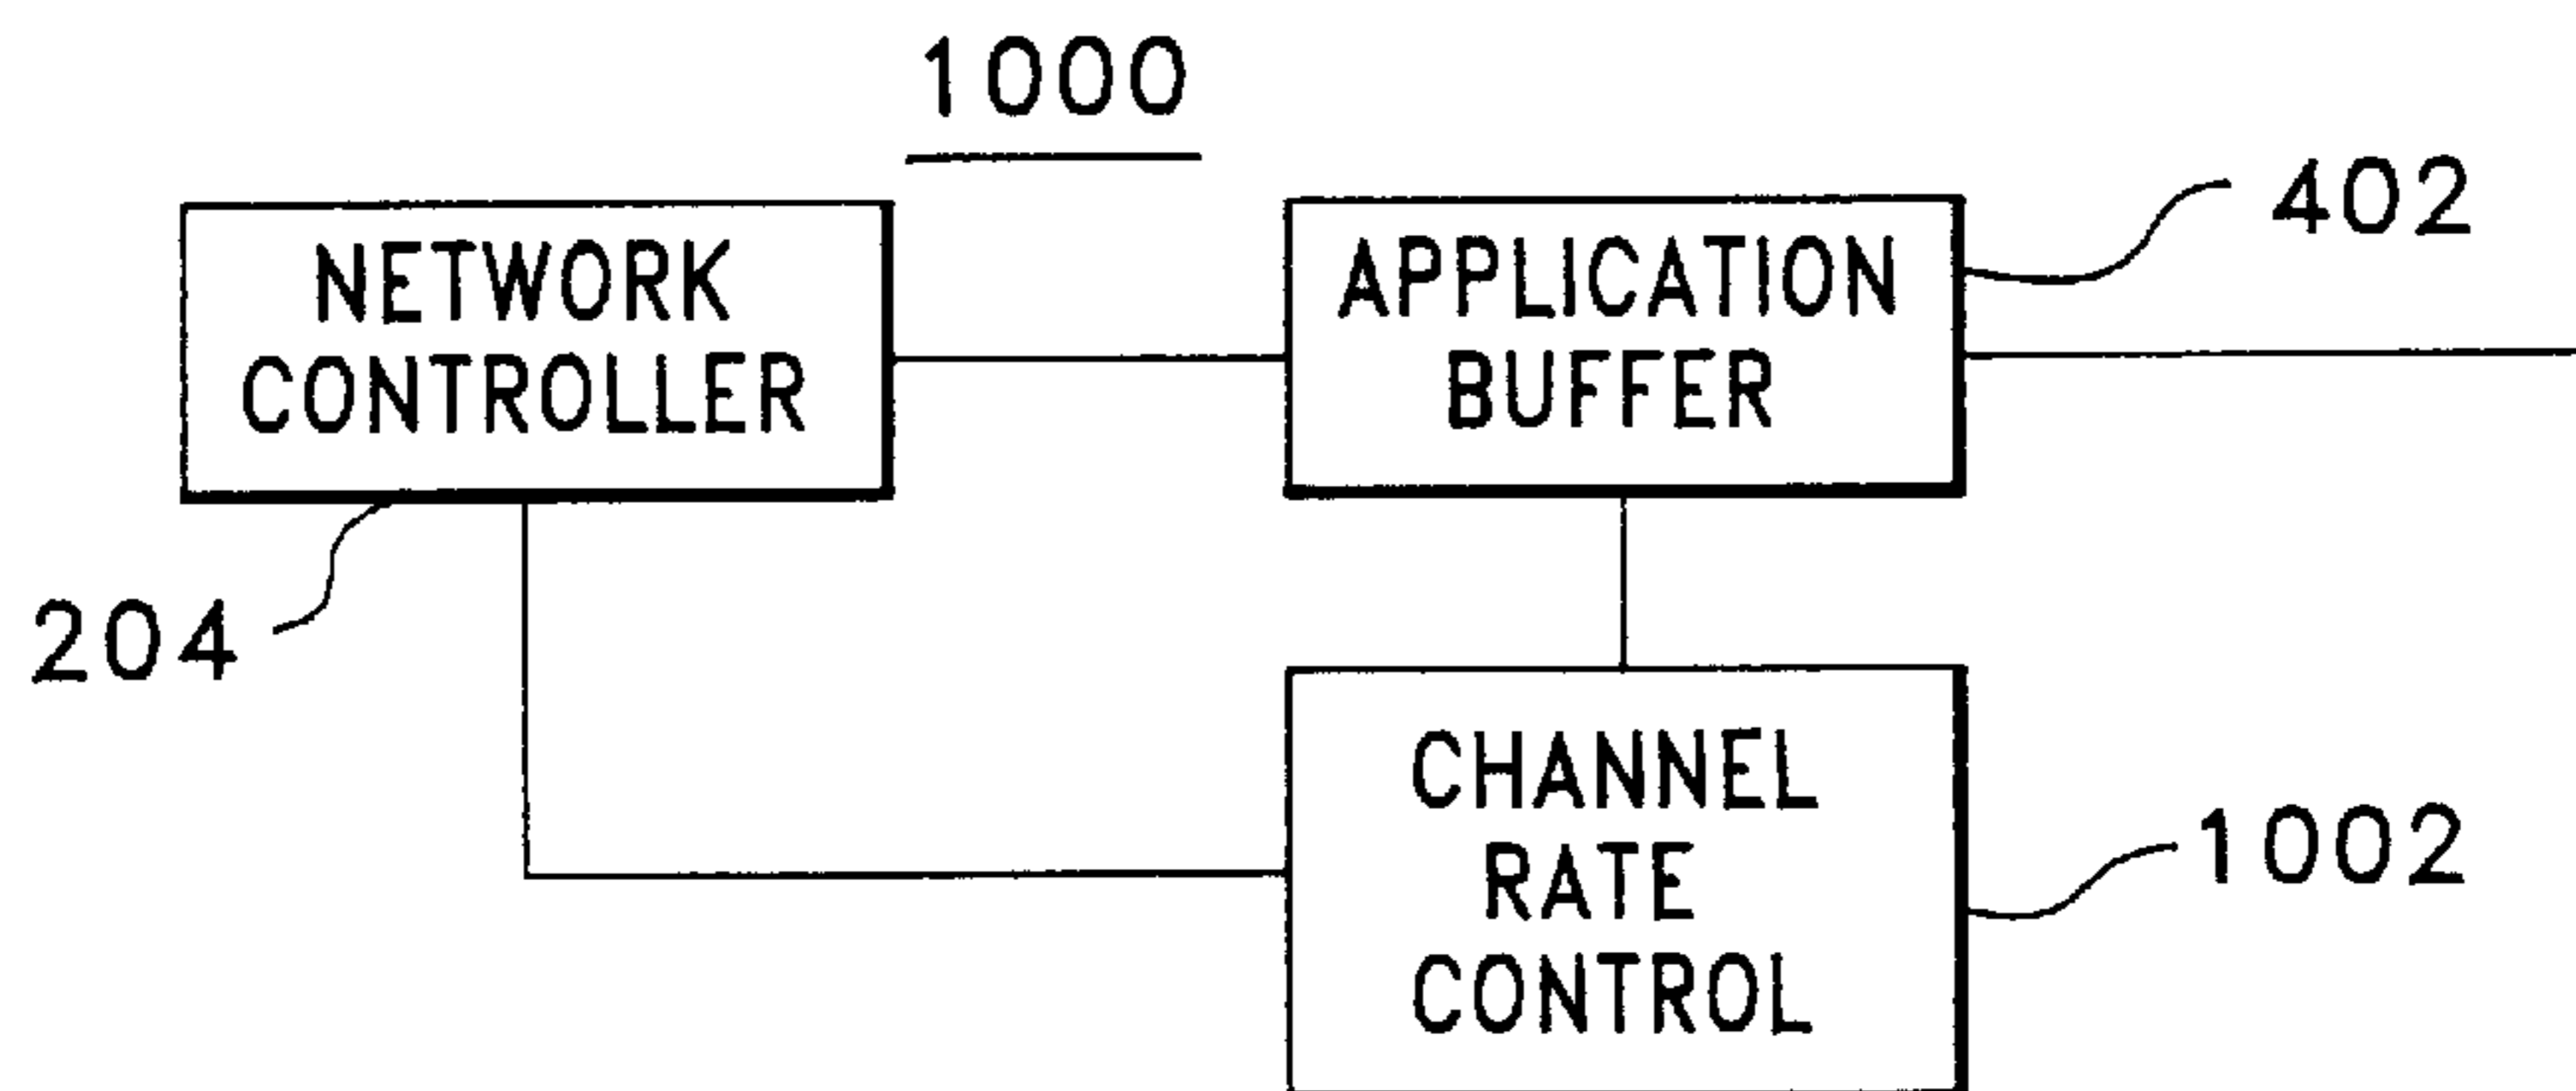 1000
NETWORK
CONTROLLER
APPLICATION
BUFFER
402
204
CHANNEL
RATE
CONTROL
1002